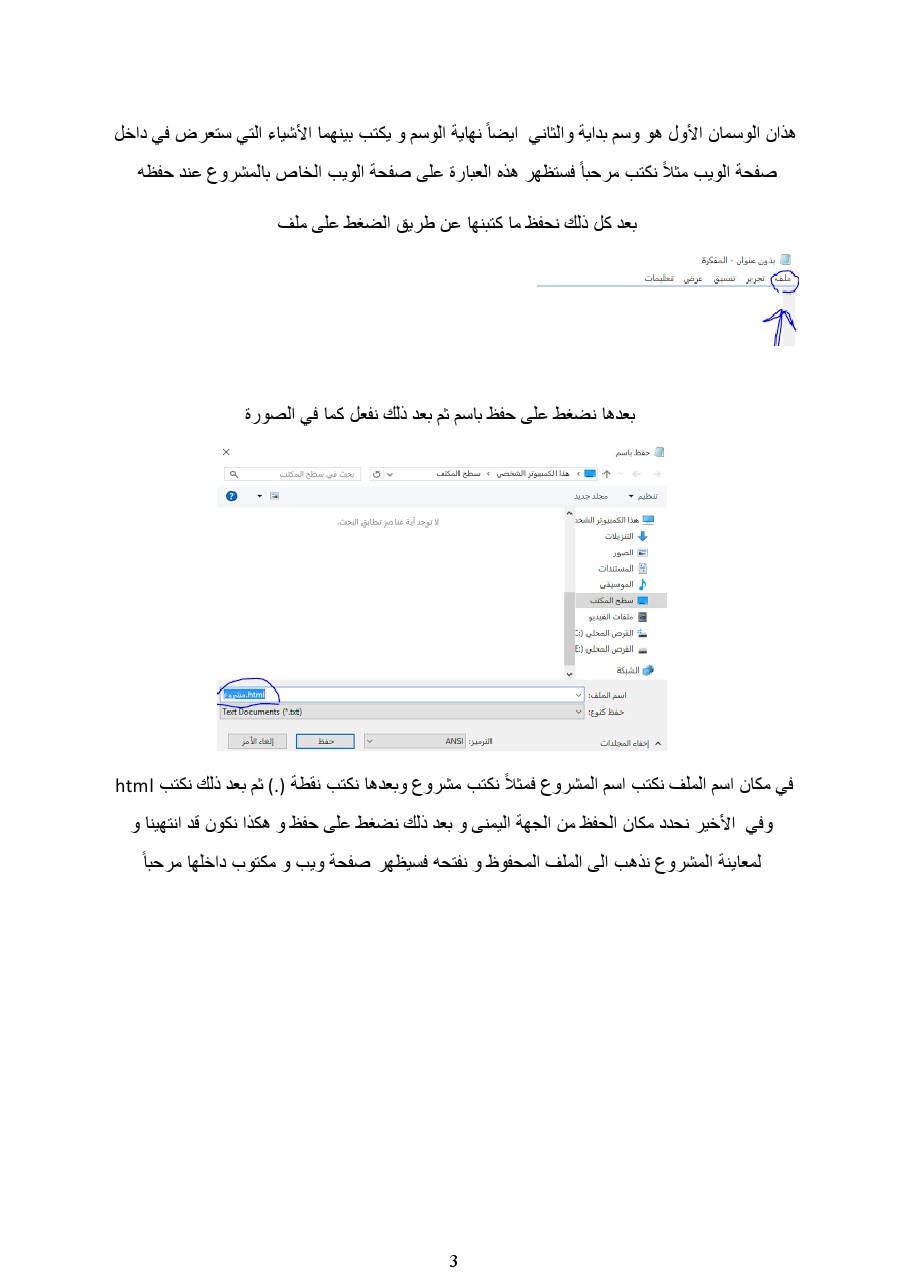 هذان الوسمان الأول هو وسم بداية والثاني ايضاً نهاية الوسم و يكتب بينهما الأشياء التي ستعرض في داخل
صفحة الويب مثلاً نكتب مرحباً فستظهر هذه العبارة على صفحة الويب الخاص بالمشروع عند حفظه
بعد كل ذلك نحفظ ما كتبنها عن طريق الضغط على ملف
بدون عنوان - المفكرة
ملف تحرير تنسيق عرض تعليمات
بعدها نضغط على حفظ باسم ثم بعد ذلك نفعل كما في الصورة
حفظ باسم
هذا الكمبيوتر الشخصي › سطح المكتب
بحث في سطح المكتب
تنظيم مجلد جديد
لا توجد أية عناصر تطابق البحث.
هذا الكمبيوتر الشخد
التنزيلات
الصور
المستندات
الموسيقى
سطح المكتب
ملفات الفيديو
القرص المحلي (:C
القرص المحلي (:E
الشبكة
اسم الملف: مشروع.html
حفظ كنوع: Text Documents (*.txt)
إخفاء المجلدات الترميز: ANSI حفظ إلغاء الأمر
في مكان اسم الملف نكتب اسم المشروع فمثلاً نكتب مشروع وبعدها نكتب نقطة (.) ثم بعد ذلك نكتب html
وفي الأخير نحدد مكان الحفظ من الجهة اليمنى و بعد ذلك نضغط على حفظ و هكذا نكون قد انتهينا و
لمعاينة المشروع نذهب الى الملف المحفوظ و نفتحه فسيظهر صفحة ويب و مكتوب داخلها مرحباً
3